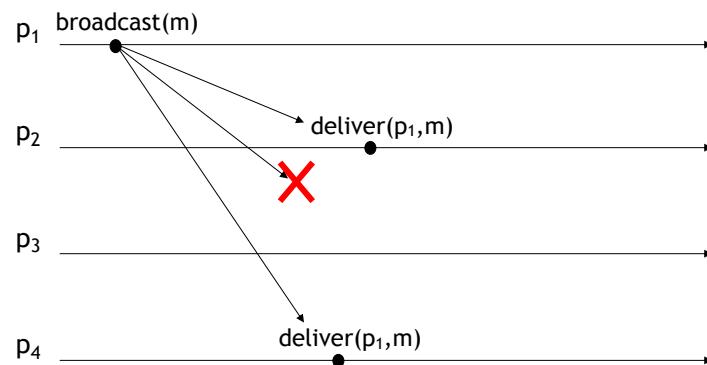 broadcast(m)
p₁
deliver(p₁,m)
p₂
p₃
deliver(p₁,m)
p₄